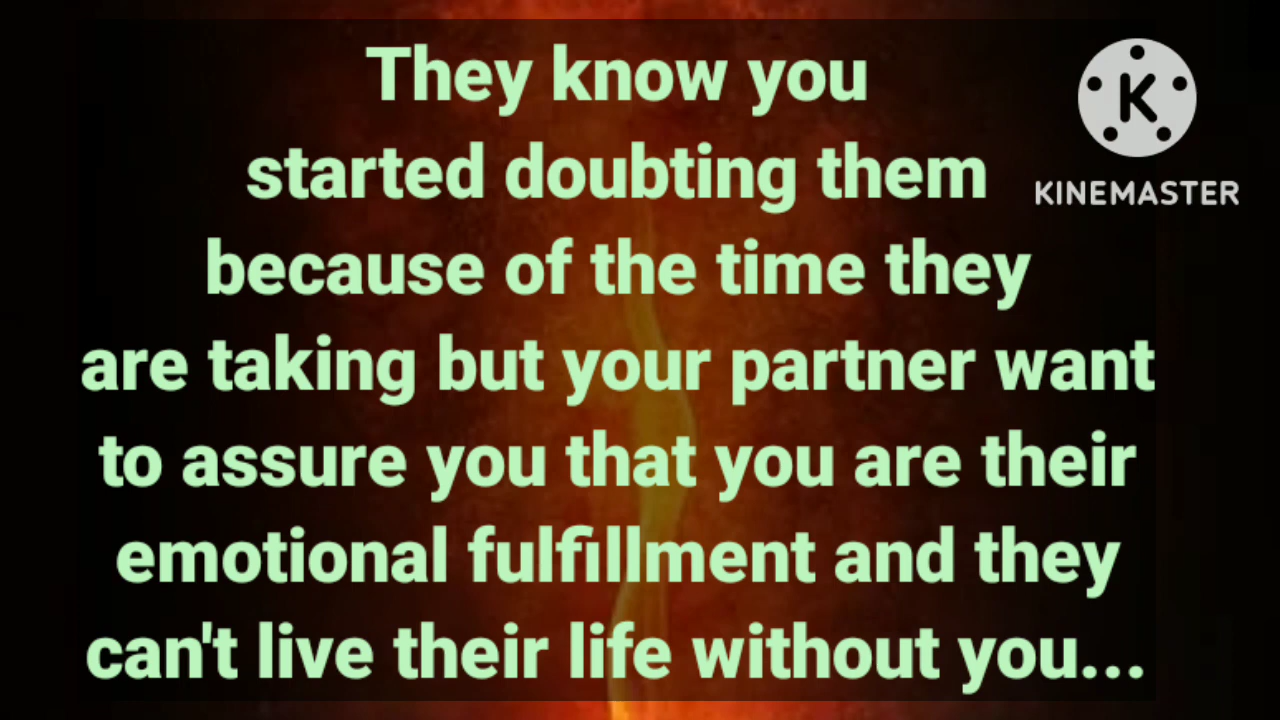 They know you
started doubting them
because of the time they
are taking but your partner want
to assure you that you are their
emotional fulfillment and they
can't live their life without you...
K
KINEMASTER